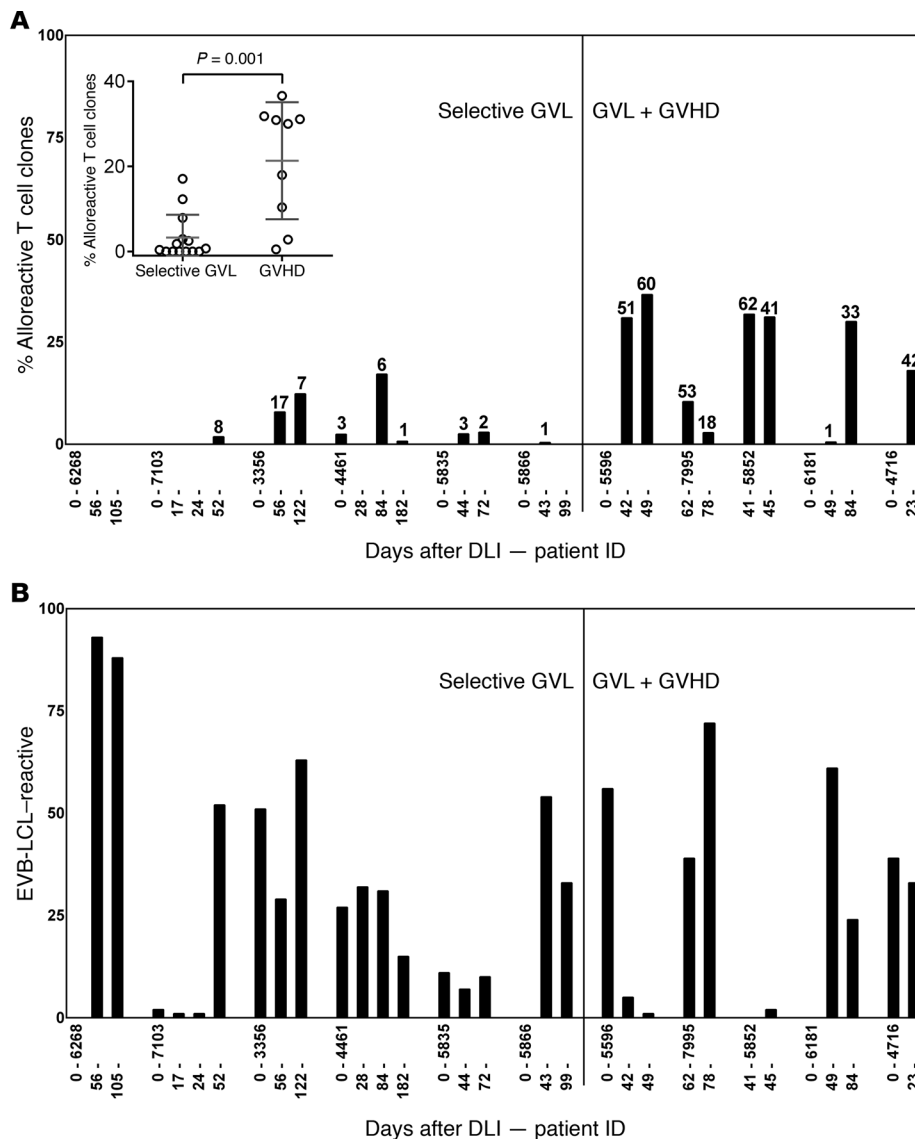 A
100
75
50
25
0
% Alloreactive T cell clones
P = 0.001
40
20
0
% Alloreactive T cell clones
Selective GVL
GVHD
Selective GVL
GVL + GVHD
8
17
7
3
6
1
3
2
1
51
60
53
18
62
41
1
33
42
0 - 6268
56 -
105 -
0 - 7103
17 -
24 -
52 -
0 - 3356
56 -
122 -
0 - 4461
28 -
84 -
182 -
0 - 5835
44 -
72 -
0 - 5866
43 -
99 -
0 - 5596
42 -
49 -
62 - 7995
78 -
41 - 5852
45 -
0 - 6181
49 -
84 -
0 - 4716
23 -
Days after DLI — patient ID
B
100
75
50
25
0
EVB-LCL–reactive
Selective GVL
GVL + GVHD
0 - 6268
56 -
105 -
0 - 7103
17 -
24 -
52 -
0 - 3356
56 -
122 -
0 - 4461
28 -
84 -
182 -
0 - 5835
44 -
72 -
0 - 5866
43 -
99 -
0 - 5596
42 -
49 -
62 - 7995
78 -
41 - 5852
45 -
0 - 6181
49 -
84 -
0 - 4716
23 -
Days after DLI — patient ID